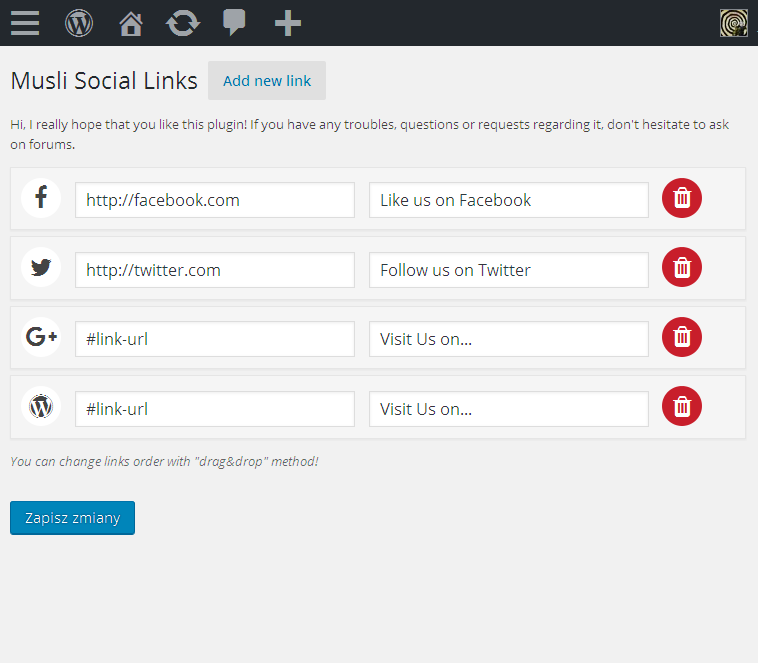 Musli Social Links Add new link
Hi, I really hope that you like this plugin! If you have any troubles, questions or requests regarding it, don't hesitate to ask
on forums.
http://facebook.com Like us on Facebook
http://twitter.com Follow us on Twitter
G+ #link-url Visit Us on...
#link-url Visit Us on...
You can change links order with "drag&drop" method!
Zapisz zmiany